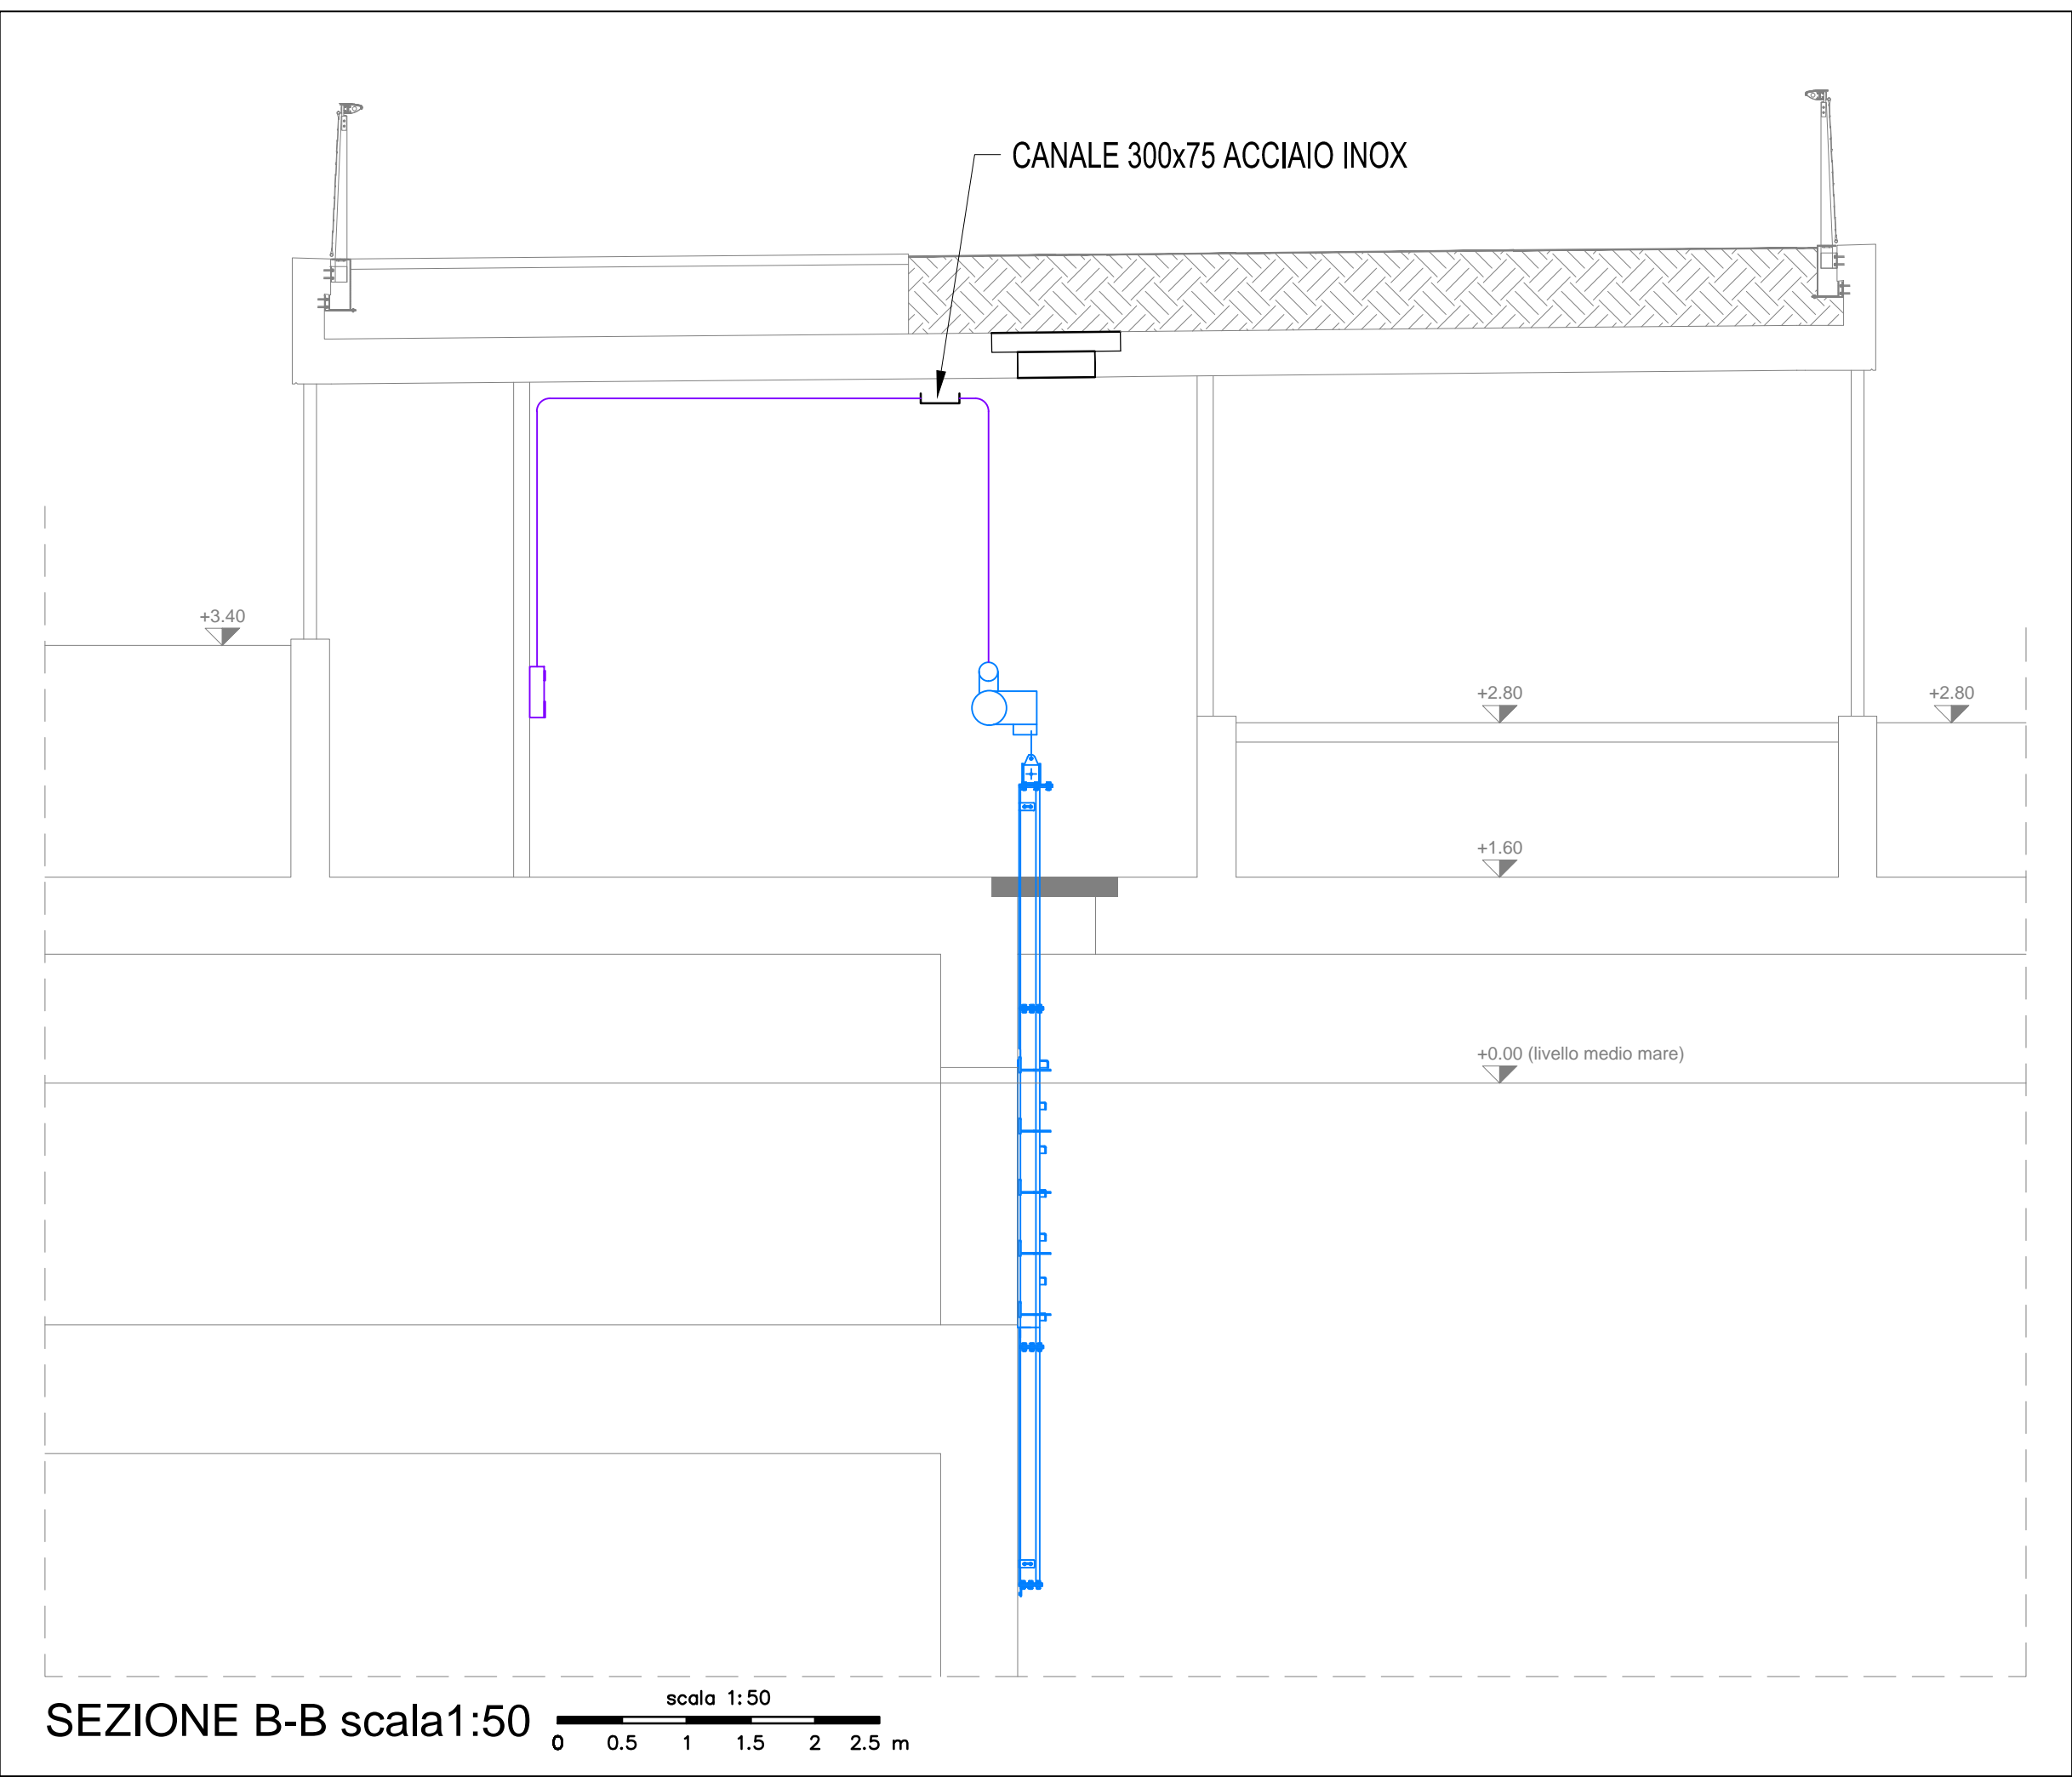 CANALE 300x75 ACCIAIO INOX
+3.40
+2.80
+2.80
+1.60
+0.00 (livello medio mare)
SEZIONE B-B scala1:50
scala 1:50
0 0.5 1 1.5 2 2.5 m